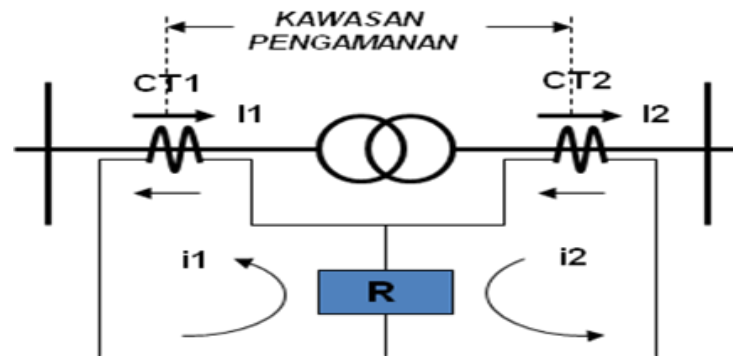 KAWASAN
PENGAMANAN
CT1
CT2
I1
I2
i1
i2
R